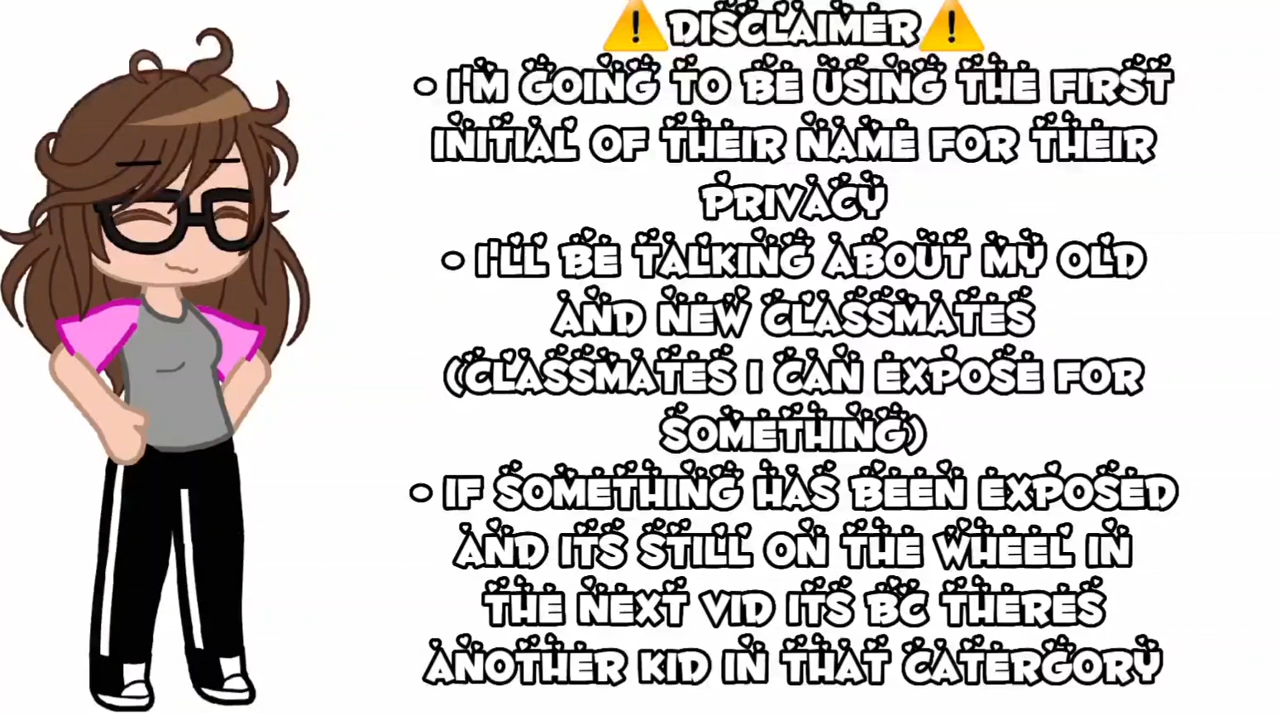 ⚠️DISCLAIMER⚠️
• I'M GOING TO BE USING THE FIRST
INITIAL OF THEIR NAME FOR THEIR
PRIVACY
• I'LL BE TALKING ABOUT MY OLD
AND NEW CLASSMATES
(CLASSMATES I CAN EXPOSE FOR
SOMETHING)
• IF SOMETHING HAS BEEN EXPOSED
AND ITS STILL ON THE WHEEL IN
THE NEXT VID ITS BC THERES
ANOTHER KID IN THAT CATERGORY